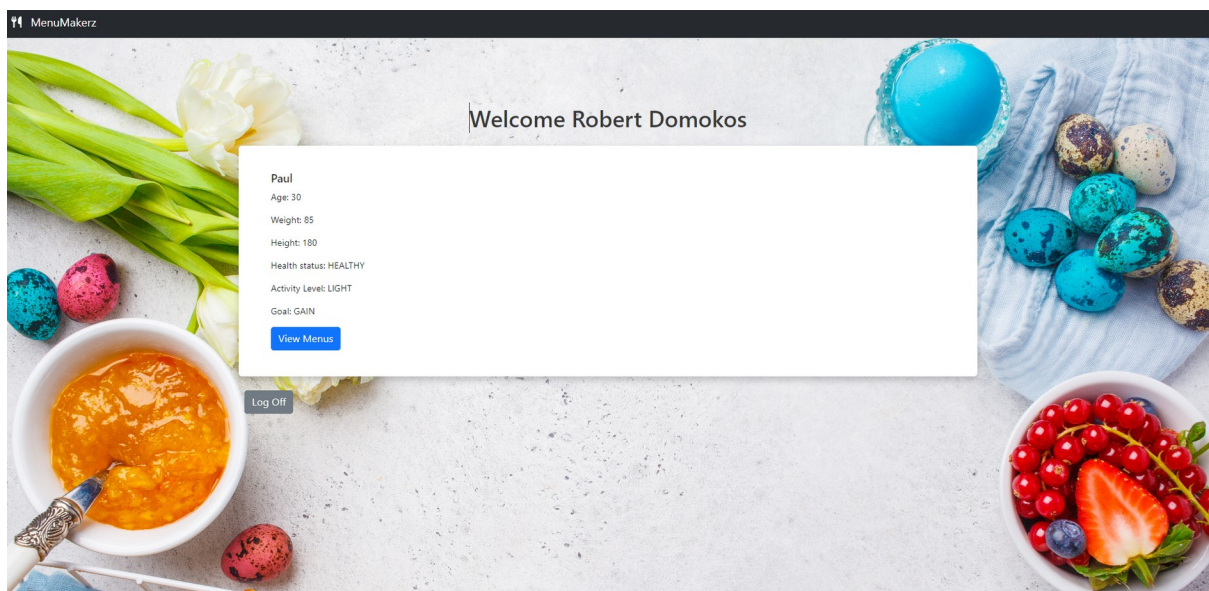 MenuMakerz
Welcome Robert Domokos
Paul
Age: 30
Weight: 85
Height: 180
Health status: HEALTHY
Activity Level: LIGHT
Goal: GAIN
View Menus
Log Off